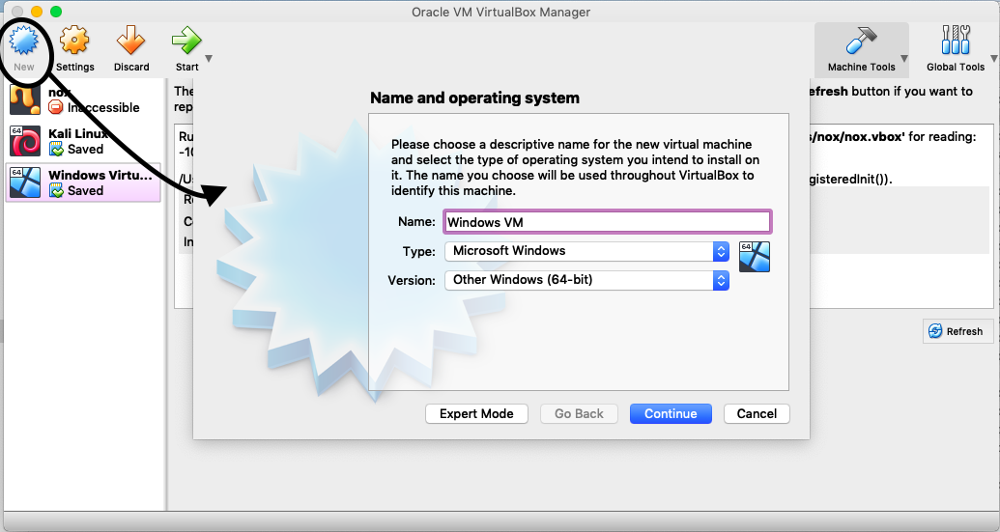 Oracle VM VirtualBox Manager
New
Settings
Discard
Start
Machine Tools
Global Tools
nox
Inaccessible
64
Kali Linux
Saved
64
Windows Virtu...
Saved
The
efresh button if you want to
rep
Ru
s/nox/nox.vbox' for reading:
-10
/Us
gisteredInit()).
Name and operating system
Please choose a descriptive name for the new virtual machine
and select the type of operating system you intend to install on
it. The name you choose will be used throughout VirtualBox to
identify this machine.
Name: Windows VM
Type: Microsoft Windows
64
Version: Other Windows (64-bit)
Refresh
Expert Mode
Go Back
Continue
Cancel